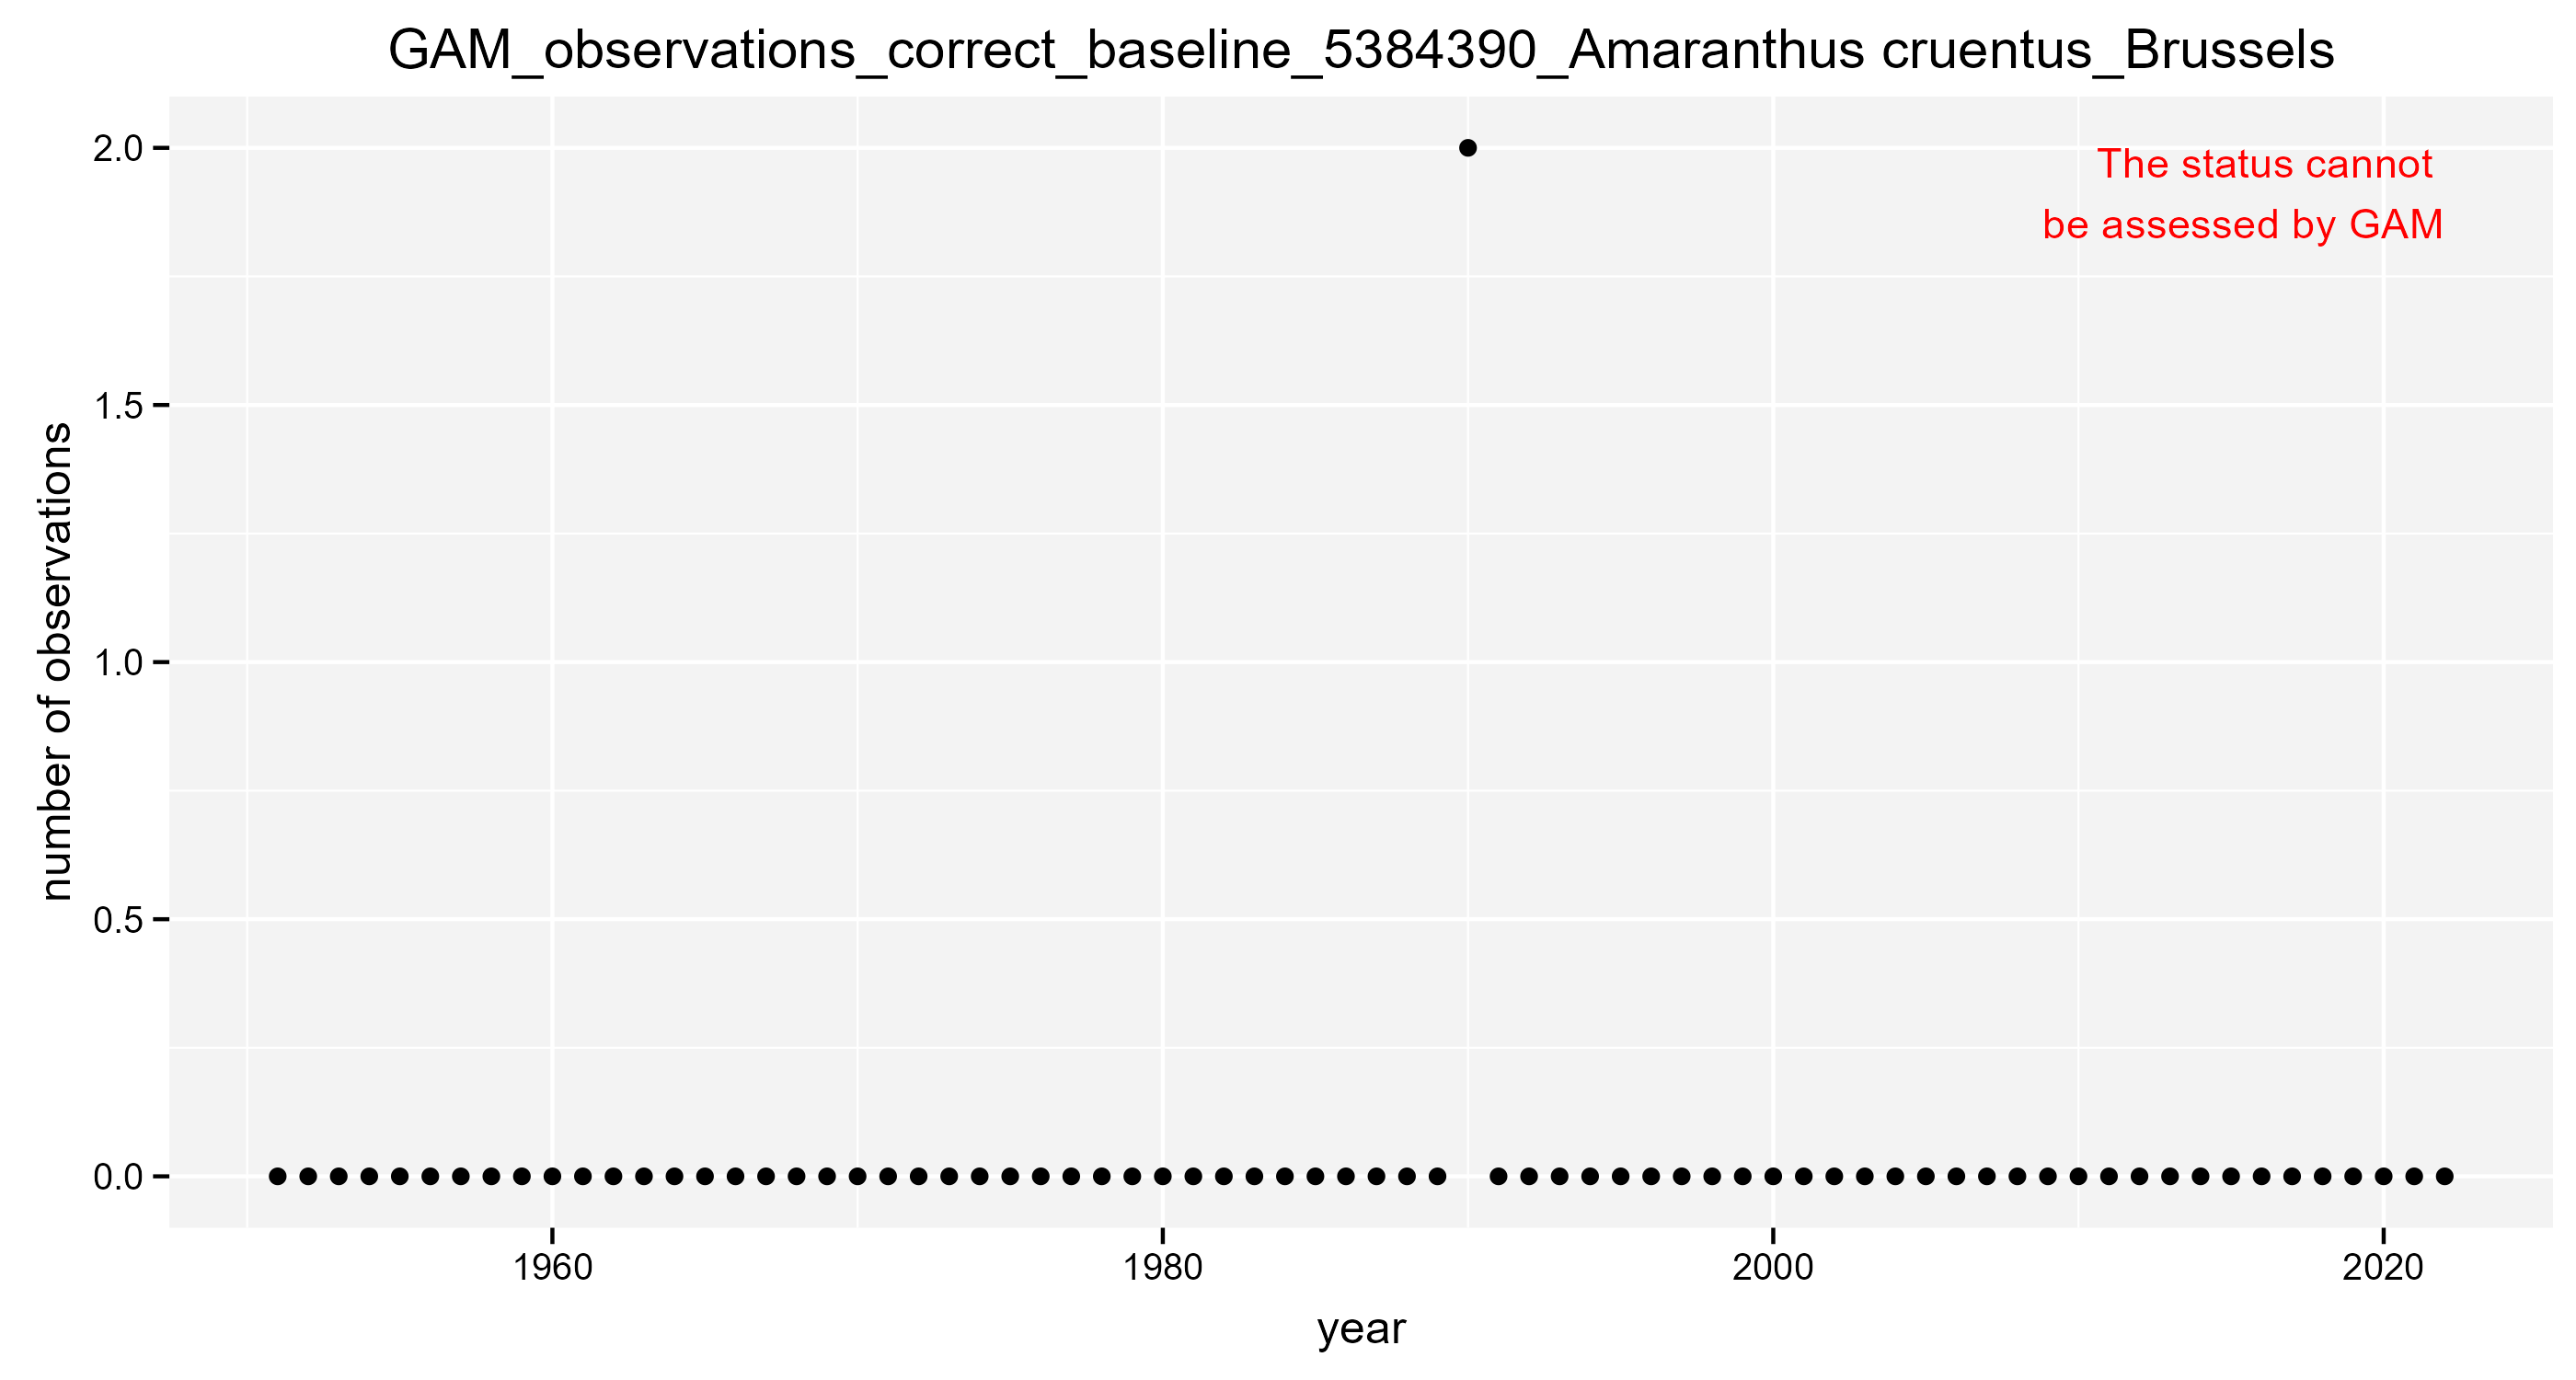 GAM_observations_correct_baseline_5384390_Amaranthus cruentus_Brussels
The status cannot
be assessed by GAM
number of observations
2.0
1.5
1.0
0.5
0.0
1960 1980 2000 2020
year